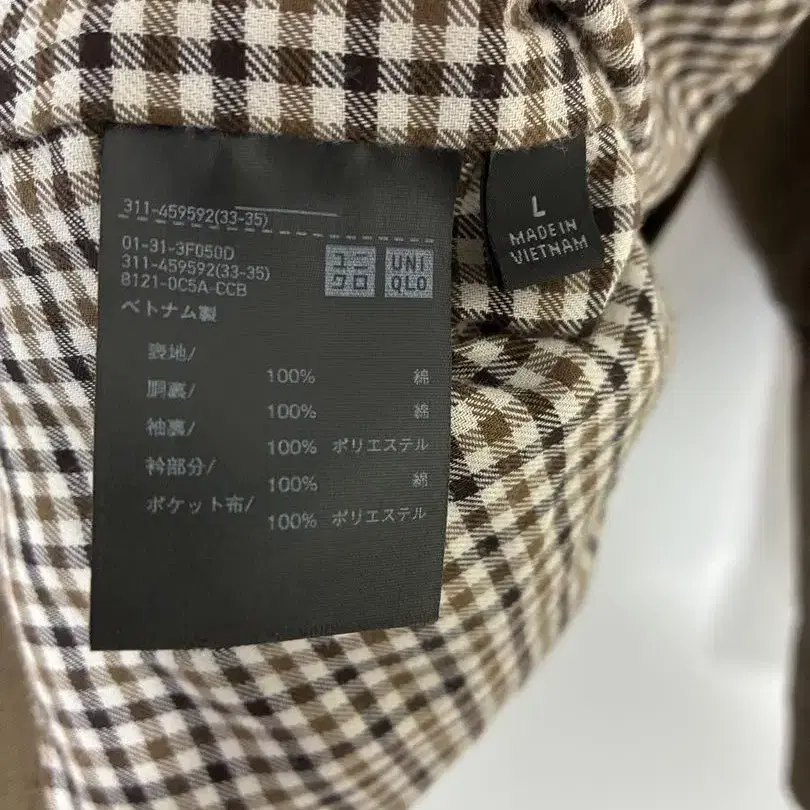 311-459592(33-35)
01-31-3F050D
311-459592(33-35)
8121-0C5A-CCB
ベトナム製
ユニ
クロ
UNI
QLO
表地/
100% 綿
胴裏/
100% 綿
袖裏/
100% ポリエステル
衿部分/
100% 綿
ポケット布/
100% ポリエステル
L
MADE IN
VIETNAM